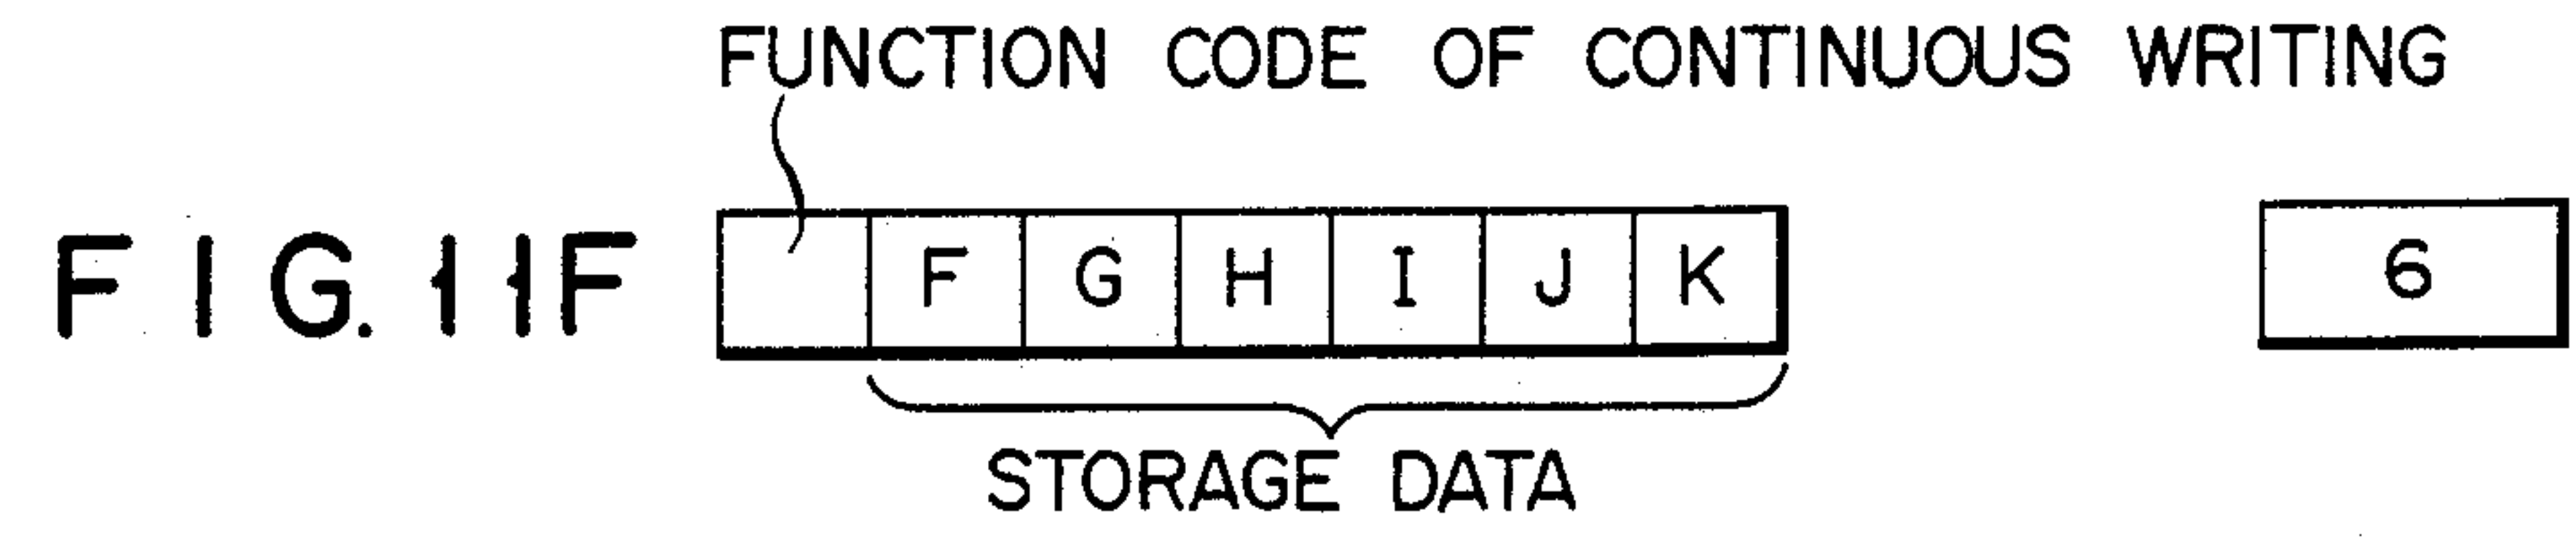 FUNCTION CODE OF CONTINUOUS WRITING
FIG. 11F F G H I J K 6
STORAGE DATA